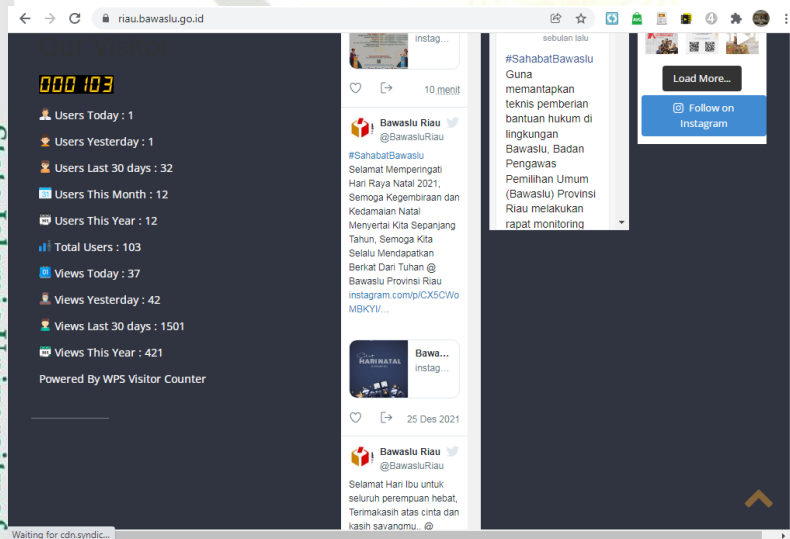 riau.bawaslu.go.id
000103
Users Today : 1
Users Yesterday : 1
Users Last 30 days : 32
Users This Month : 12
Users This Year : 12
Total Users : 103
Views Today : 37
Views Yesterday : 42
Views Last 30 days : 1501
Views This Year : 421
Powered By WPS Visitor Counter
instag...
10 menit
Bawaslu Riau
@BawasluRiau
#SahabatBawaslu
Selamat Memperingati
Hari Raya Natal 2021,
Semoga Kegembiraan dan
Kedamaian Natal
Menyertai Kita Sepanjang
Tahun, Semoga Kita
Selalu Mendapatkan
Berkat Dari Tuhan @
Bawaslu Provinsi Riau
instagram.com/p/CX5CWo
MBKYI/...
HARI NATAL
Bawa...
instag...
25 Des 2021
Bawaslu Riau
@BawasluRiau
Selamat Hari Ibu untuk
seluruh perempuan hebat,
Terimakasih atas cinta dan
kasih sayangmu.. @
sebulan lalu
#SahabatBawaslu
Guna
memantapkan
teknis pemberian
bantuan hukum di
lingkungan
Bawaslu, Badan
Pengawas
Pemilihan Umum
(Bawaslu) Provinsi
Riau melakukan
rapat monitoring
Load More...
Follow on
Instagram
Waiting for cdn.syndic...